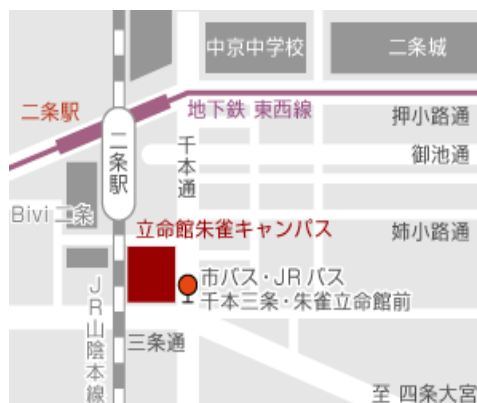 中京中学校
二条城
二条駅
地下鉄 東西線
押小路通
二条駅
千本通
御池通
Bivi 二条
立命館朱雀キャンパス
姉小路通
市バス・JRバス
千本三条・朱雀立命館前
JR山陰本線
三条通
至 四条大宮